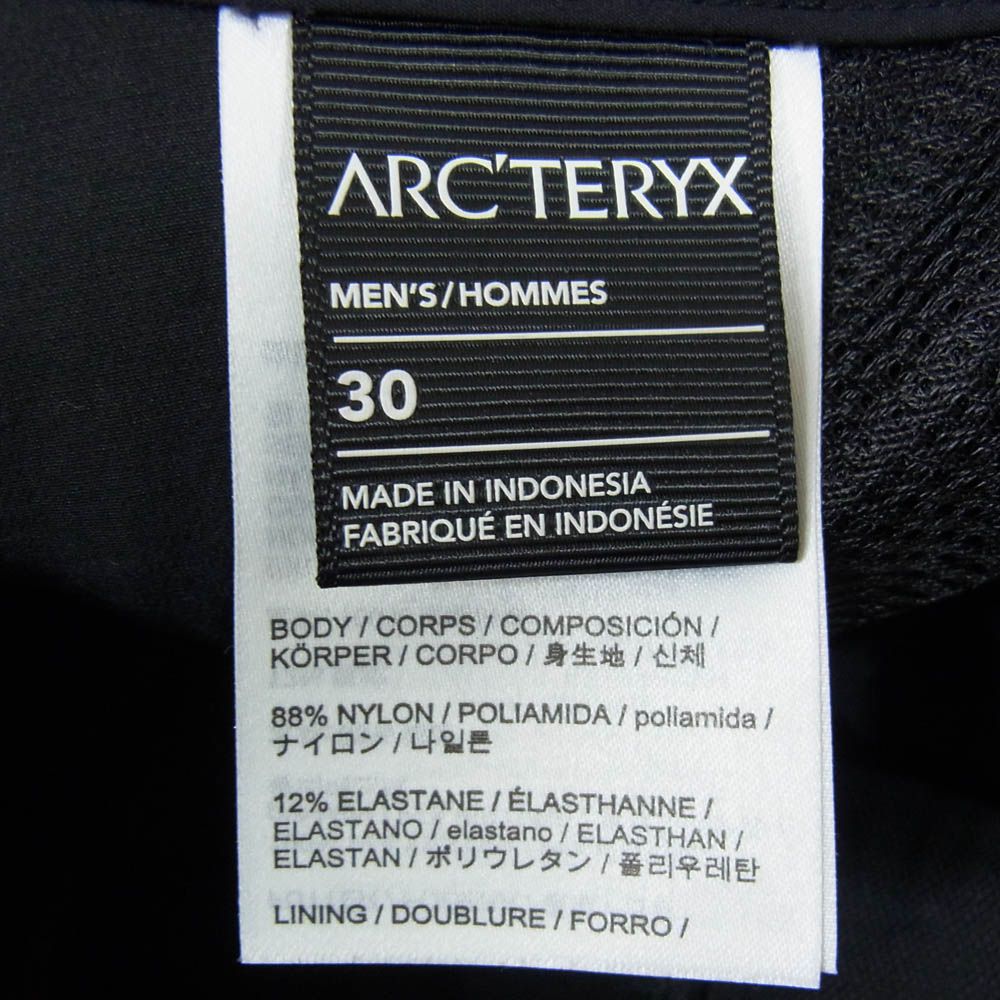 ARC'TERYX
MEN'S/HOMMES
30
MADE IN INDONESIA
FABRIQUÉ EN INDONÉSIE
BODY / CORPS / COMPOSICIÓN /
KÖRPER / CORPO / 身生地 / 신체
88% NYLON / POLIAMIDA / poliamida /
ナイロン / 나일론
12% ELASTANE / ÉLASTHANNE /
ELASTANO / elastano / ELASTHAN /
ELASTAN / ポリウレタン / 폴리우레탄
LINING / DOUBLURE / FORRO /